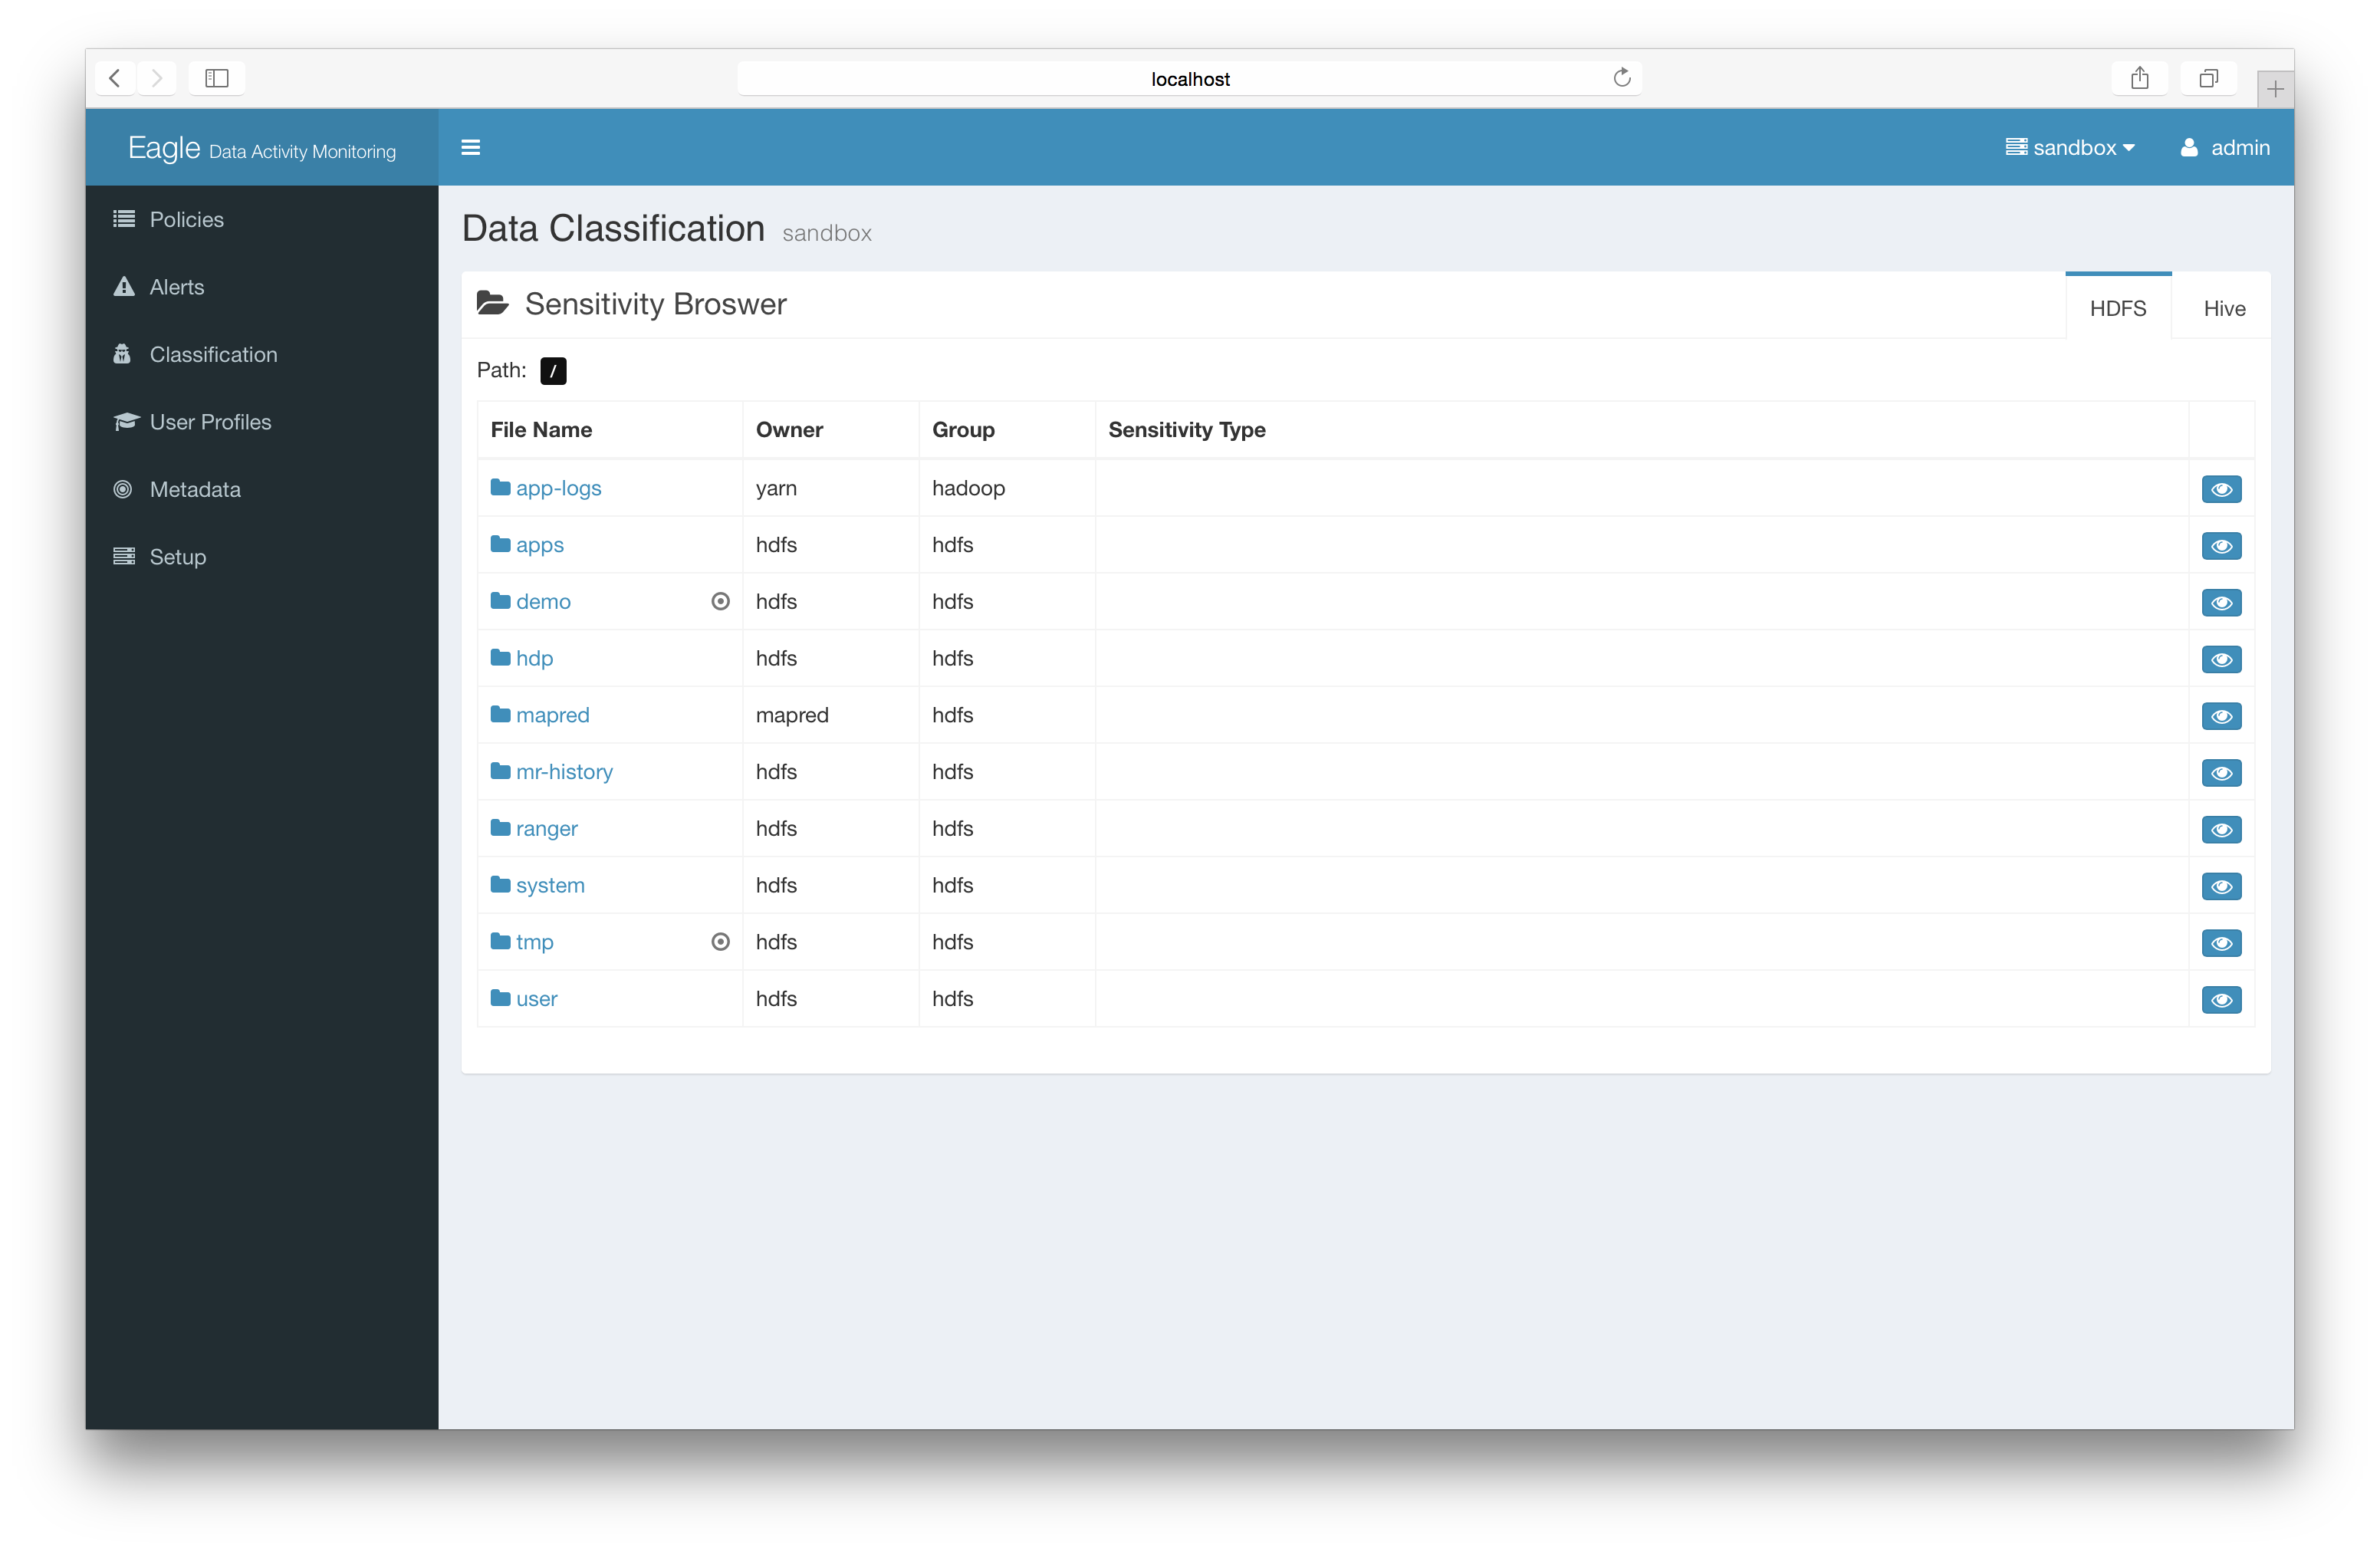 localhost
Eagle Data Activity Monitoring
sandbox admin
Policies
Alerts
Classification
User Profiles
Metadata
Setup
Data Classification sandbox
Sensitivity Broswer
HDFS Hive
Path: /
File Name Owner Group Sensitivity Type
app-logs yarn hadoop
apps hdfs hdfs
demo hdfs hdfs
hdp hdfs hdfs
mapred mapred hdfs
mr-history hdfs hdfs
ranger hdfs hdfs
system hdfs hdfs
tmp hdfs hdfs
user hdfs hdfs